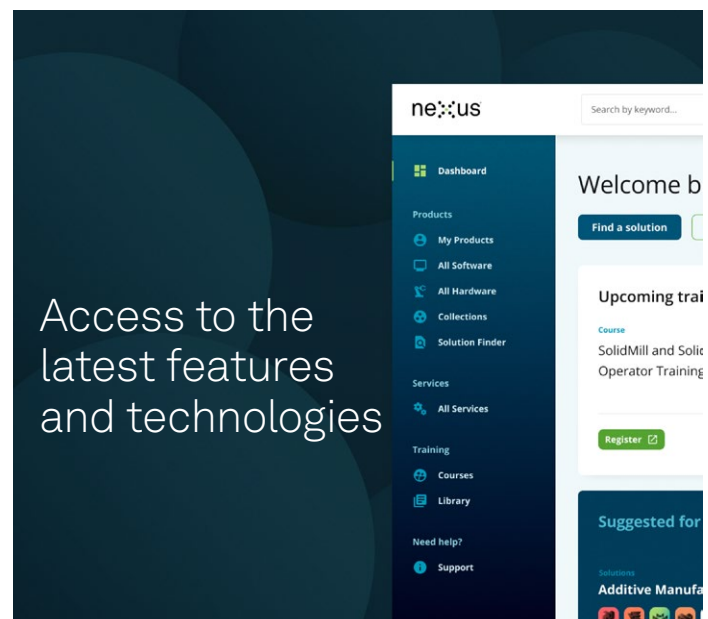 Access to the
latest features
and technologies
nexus
Search by keyword...
Dashboard
Products
My Products
All Software
All Hardware
Collections
Solution Finder
Services
All Services
Training
Courses
Library
Need help?
Support
Welcome b
Find a solution
Upcoming trai
Course
SolidMill and Solid
Operator Training
Register
Suggested for
Solutions
Additive Manufa